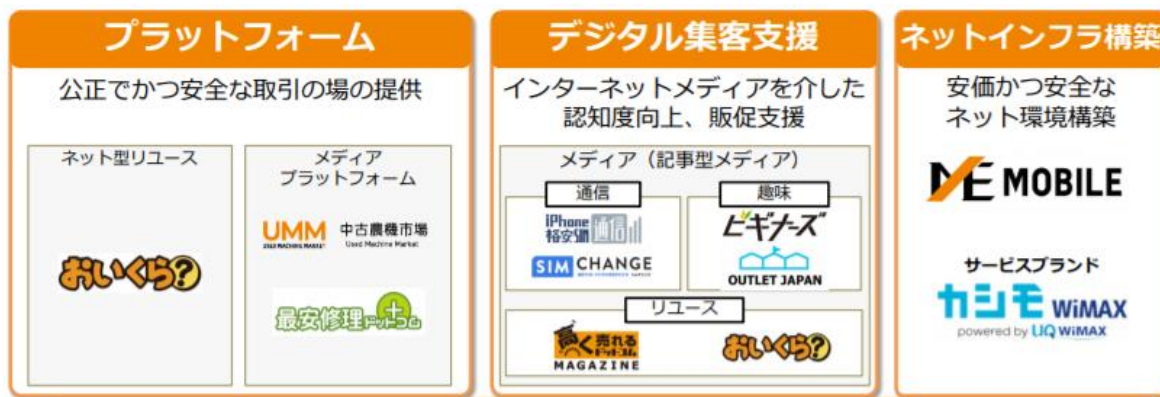 プラットフォーム
公正でかつ安全な取引の場の提供
ネット型リユース
おいくら?
メディア
プラットフォーム
UMM 中古農機市場
USED MACHINE MARKET Used Machine Market
最安修理ドットコム
デジタル集客支援
インターネットメディアを介した
認知度向上、販促支援
メディア（記事型メディア）
通信
iPhone
格安SIM通信
SIM CHANGE
趣味
ビギナーズ
OUTLET JAPAN
リユース
高く売れる
ドットコム
MAGAZINE
おいくら?
ネットインフラ構築
安価かつ安全な
ネット環境構築
ME MOBILE
サービスブランド
カシモ WiMAX
powered by UQ WiMAX